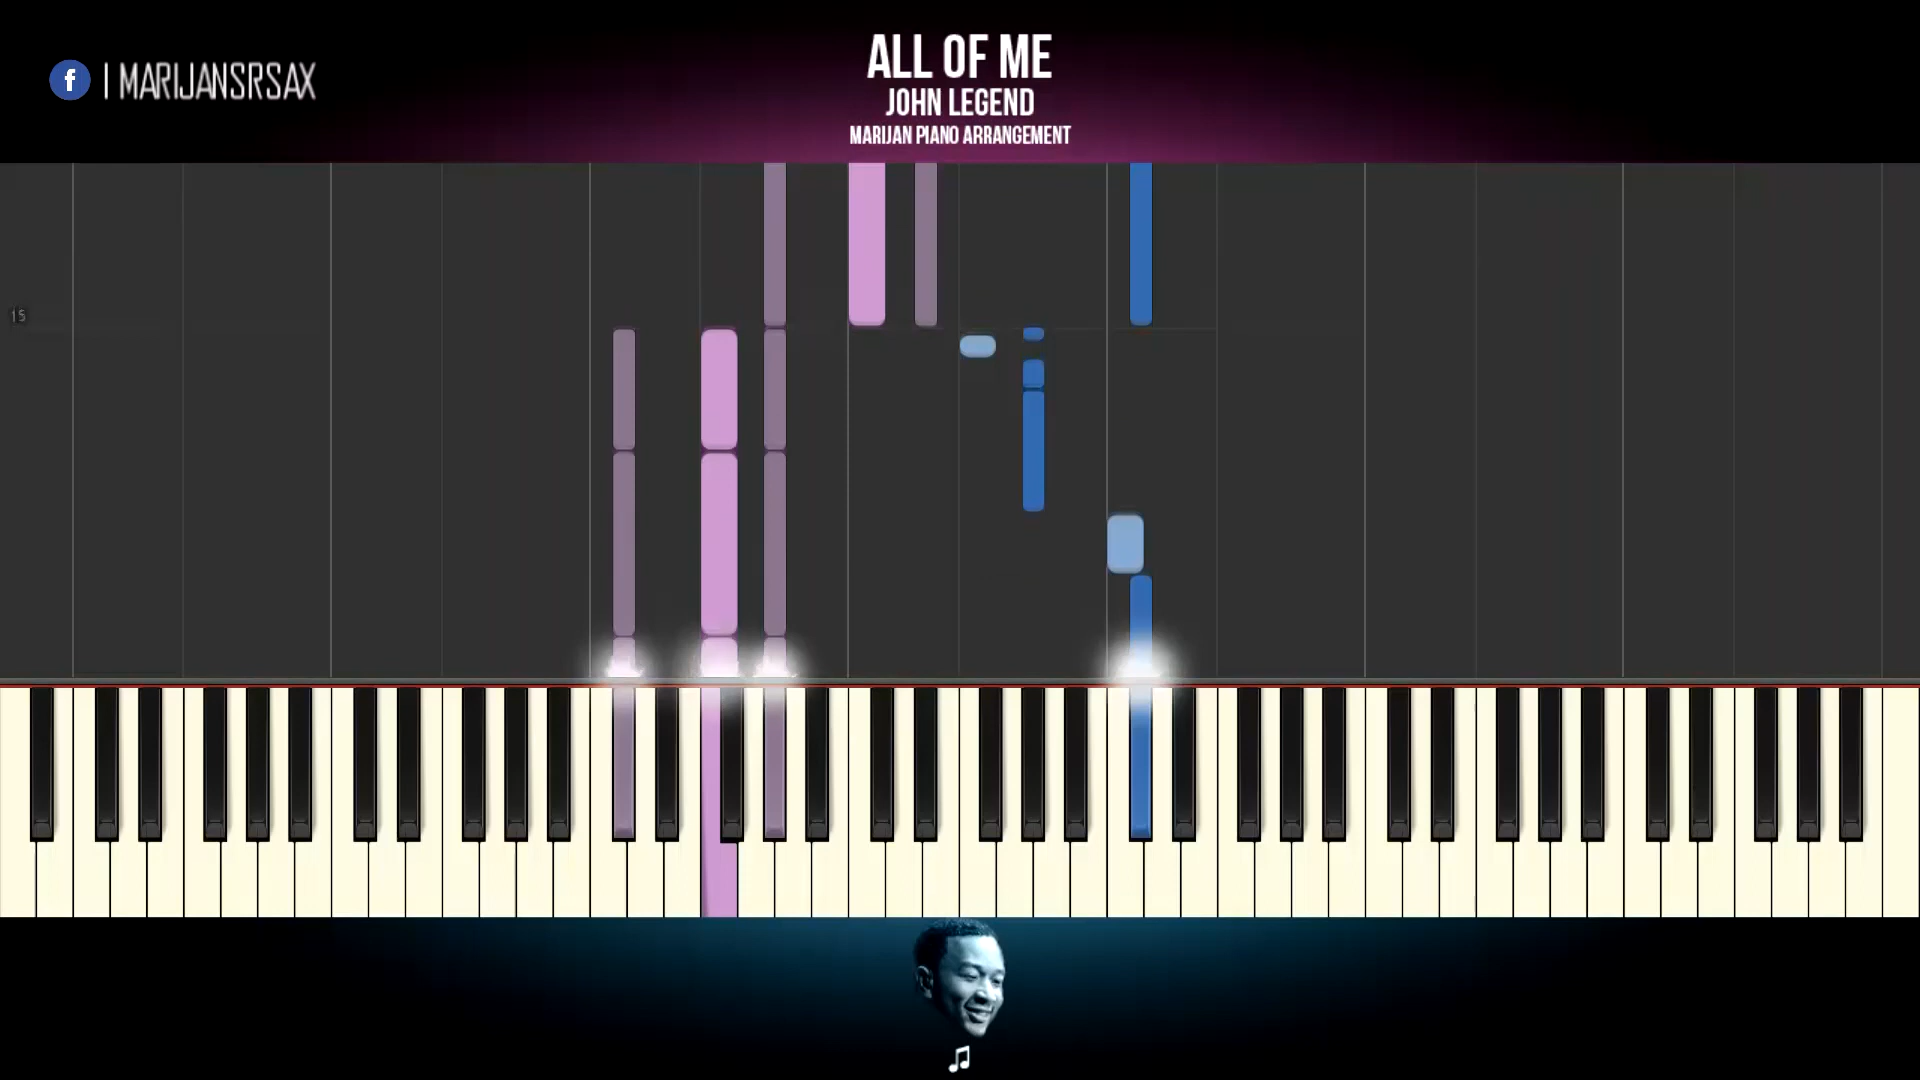 f | MARIJANSRSAX
ALL OF ME
JOHN LEGEND
MARIJAN PIANO ARRANGEMENT
15